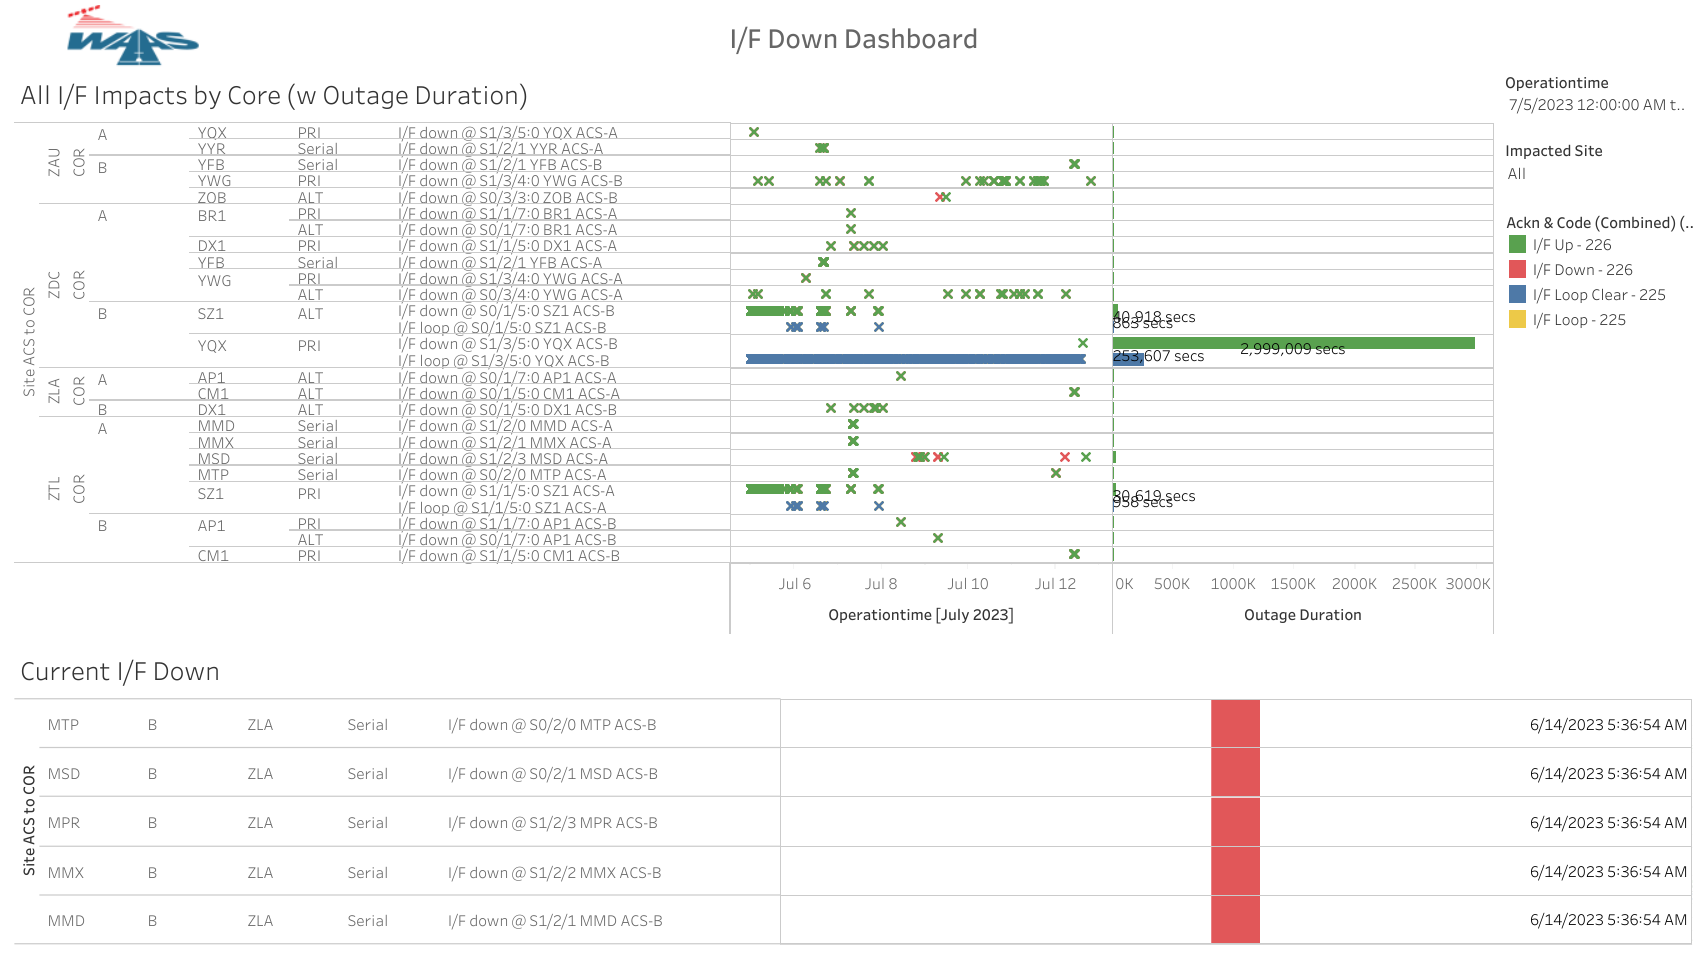 WAAS
I/F Down Dashboard
All I/F Impacts by Core (w Outage Duration)
Site ACS to COR
ZAU COR A YQX PRI I/F down @ S1/3/5:0 YQX ACS-A
YYR Serial I/F down @ S1/2/1 YYR ACS-A
B YFB Serial I/F down @ S1/2/1 YFB ACS-B
YWG PRI I/F down @ S1/3/4:0 YWG ACS-B
ZOB ALT I/F down @ S0/3/3:0 ZOB ACS-B
ZDC COR A BR1 PRI I/F down @ S1/1/7:0 BR1 ACS-A
ALT I/F down @ S0/1/7:0 BR1 ACS-A
DX1 PRI I/F down @ S1/1/5:0 DX1 ACS-A
YFB Serial I/F down @ S1/2/1 YFB ACS-A
YWG PRI I/F down @ S1/3/4:0 YWG ACS-A
ALT I/F down @ S0/3/4:0 YWG ACS-A
B SZ1 ALT I/F down @ S0/1/5:0 SZ1 ACS-B 40,918 secs
I/F loop @ S0/1/5:0 SZ1 ACS-B 863 secs
YQX PRI I/F down @ S1/3/5:0 YQX ACS-B 2,999,009 secs
I/F loop @ S1/3/5:0 YQX ACS-B 253,607 secs
ZLA COR A AP1 ALT I/F down @ S0/1/7:0 AP1 ACS-A
CM1 ALT I/F down @ S0/1/5:0 CM1 ACS-A
B DX1 ALT I/F down @ S0/1/5:0 DX1 ACS-B
ZTL COR A MMD Serial I/F down @ S1/2/0 MMD ACS-A
MMX Serial I/F down @ S1/2/1 MMX ACS-A
MSD Serial I/F down @ S1/2/3 MSD ACS-A
MTP Serial I/F down @ S0/2/0 MTP ACS-A
SZ1 PRI I/F down @ S1/1/5:0 SZ1 ACS-A 30,619 secs
I/F loop @ S1/1/5:0 SZ1 ACS-A 958 secs
B AP1 PRI I/F down @ S1/1/7:0 AP1 ACS-B
ALT I/F down @ S0/1/7:0 AP1 ACS-B
CM1 PRI I/F down @ S1/1/5:0 CM1 ACS-B
Jul 6 Jul 8 Jul 10 Jul 12 0K 500K 1000K 1500K 2000K 2500K 3000K
Operationtime [July 2023] Outage Duration
Operationtime
7/5/2023 12:00:00 AM t..
Impacted Site
All
Ackn & Code (Combined) (..
I/F Up - 226
I/F Down - 226
I/F Loop Clear - 225
I/F Loop - 225
Current I/F Down
Site ACS to COR
MTP B ZLA Serial I/F down @ S0/2/0 MTP ACS-B 6/14/2023 5:36:54 AM
MSD B ZLA Serial I/F down @ S0/2/1 MSD ACS-B 6/14/2023 5:36:54 AM
MPR B ZLA Serial I/F down @ S1/2/3 MPR ACS-B 6/14/2023 5:36:54 AM
MMX B ZLA Serial I/F down @ S1/2/2 MMX ACS-B 6/14/2023 5:36:54 AM
MMD B ZLA Serial I/F down @ S1/2/1 MMD ACS-B 6/14/2023 5:36:54 AM